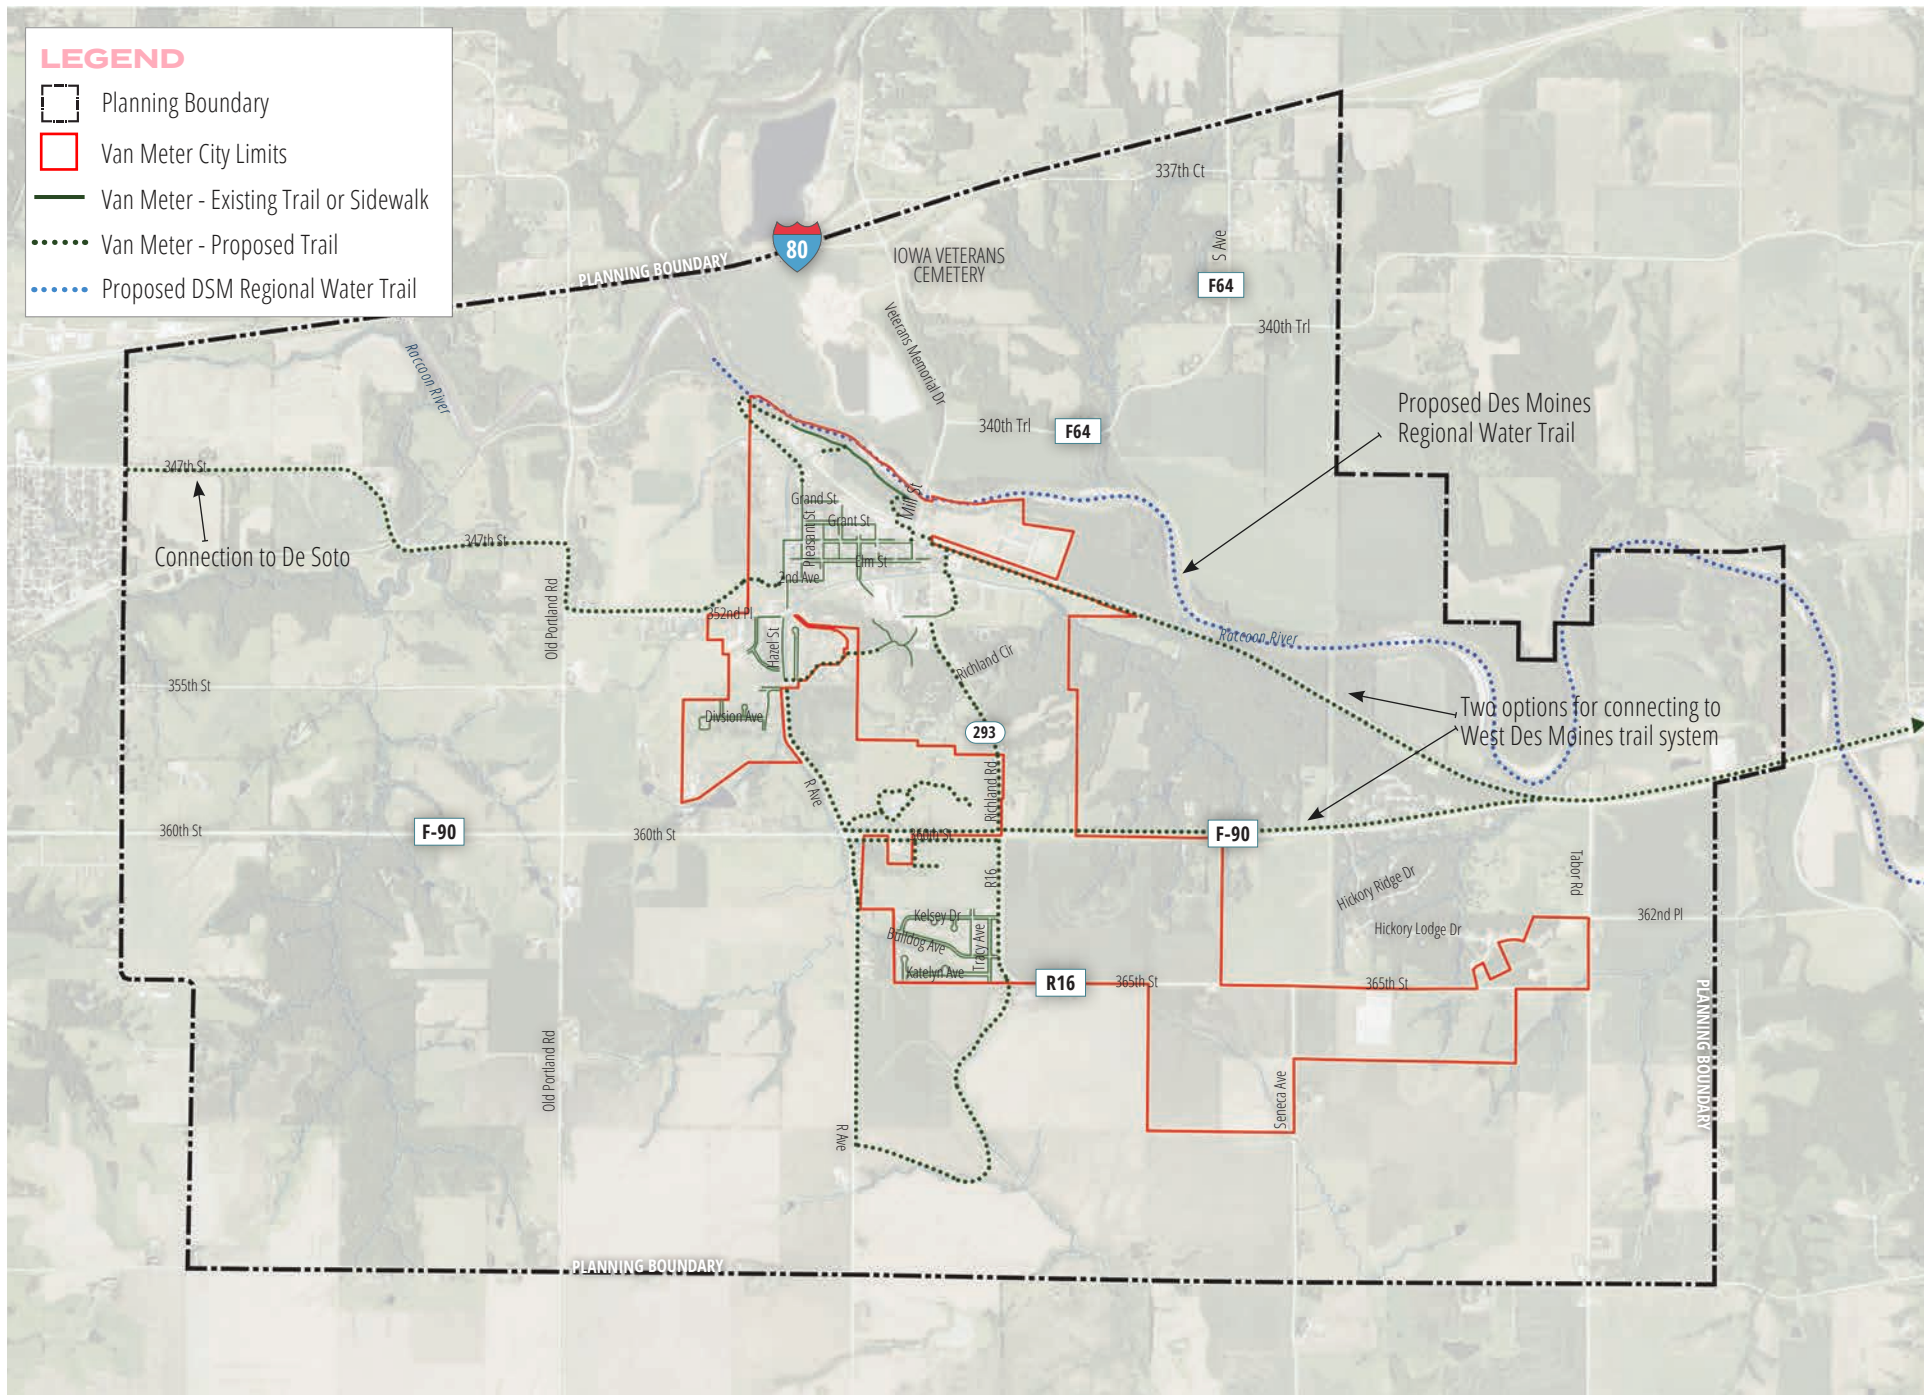 LEGEND
Planning Boundary
Van Meter City Limits
Van Meter - Existing Trail or Sidewalk
Van Meter - Proposed Trail
Proposed DSM Regional Water Trail
337th Ct
80
PLANNING BOUNDARY
IOWA VETERANS
CEMETERY
S Ave
F64
340th Trl
Veterans Memorial Dr
Raccoon River
340th Trl
F64
Proposed Des Moines
Regional Water Trail
347th St
Connection to De Soto
347th St
Grand St
Mill St
Pleasant St
Grant St
Elm St
2nd Ave
Old Portland Rd
352nd Pl
Hazel St
Raccoon River
Richland Cir
355th St
Division Ave
293
Two options for connecting to
West Des Moines trail system
R Ave
Richland Rd
360th St
F-90
360th St
360th St
F-90
R16
Hickory Ridge Dr
Tabor Rd
Kelsey Dr
Bulldog Ave
Tracy Ave
Katelyn Ave
Hickory Lodge Dr
362nd Pl
R16
365th St
365th St
PLANNING BOUNDARY
Old Portland Rd
Seneca Ave
R Ave
PLANNING BOUNDARY